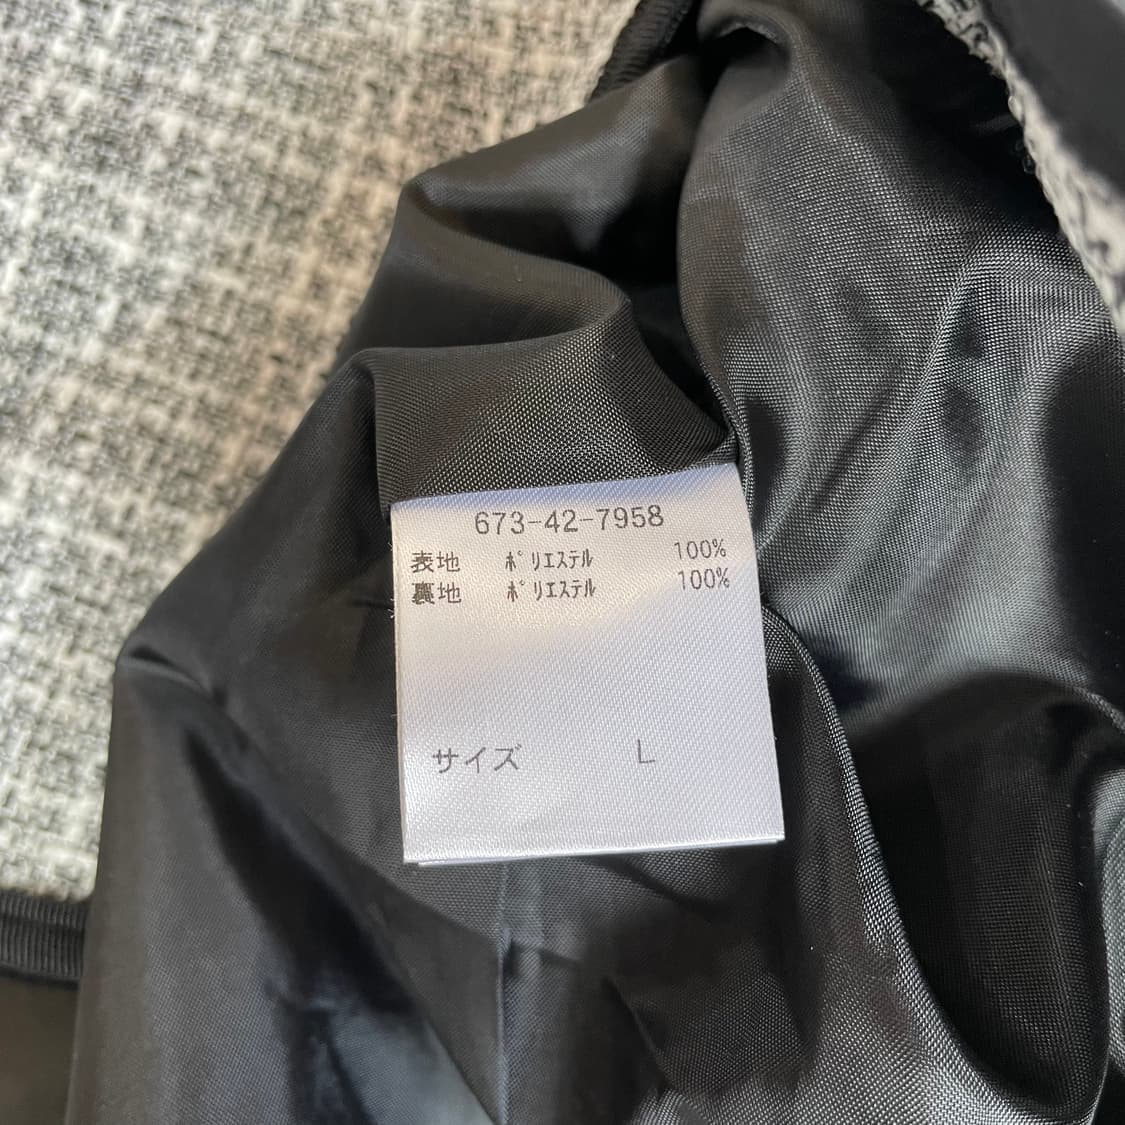 673-42-7958
表地 ﾎﾟﾘｴｽﾃﾙ 100%
裏地 ﾎﾟﾘｴｽﾃﾙ 100%
サイズ L